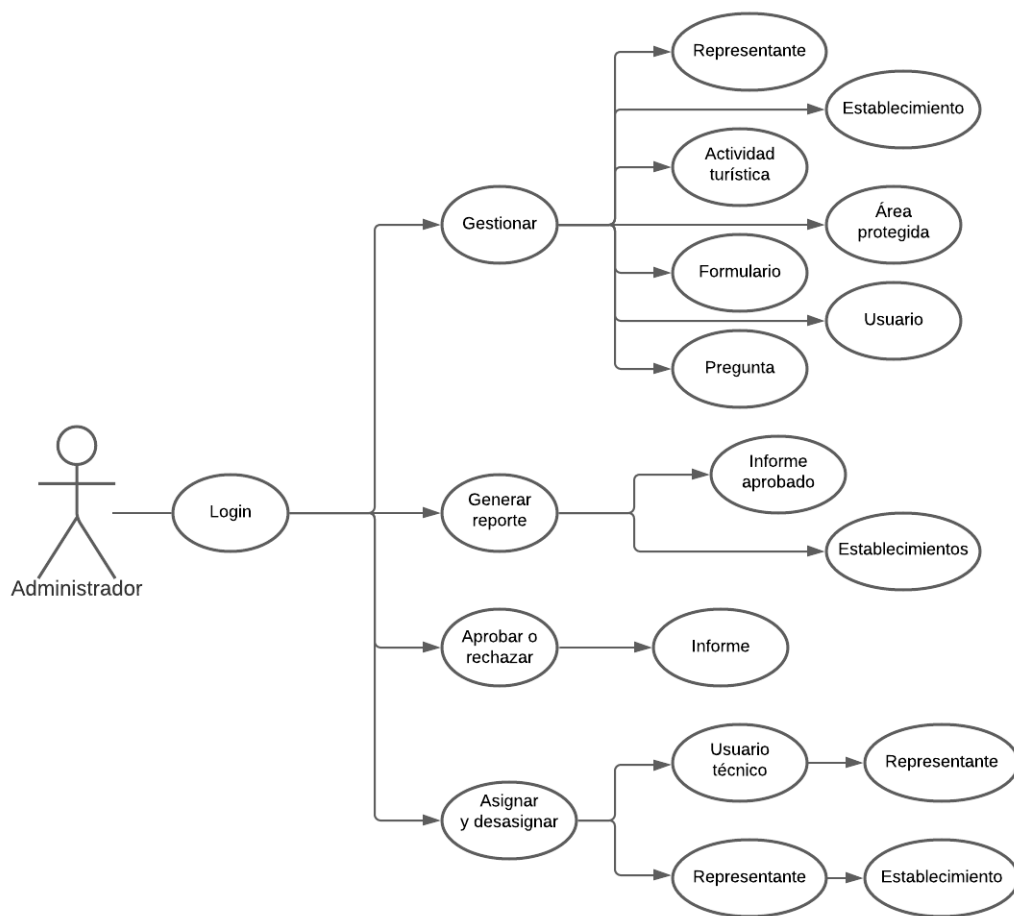 Representante
Establecimiento
Actividad
turística
Gestionar
Área
protegida
Formulario
Usuario
Pregunta
Informe
aprobado
Login
Generar
reporte
Establecimientos
Administrador
Aprobar o
rechazar
Informe
Usuario
técnico
Representante
Asignar
y desasignar
Representante
Establecimiento